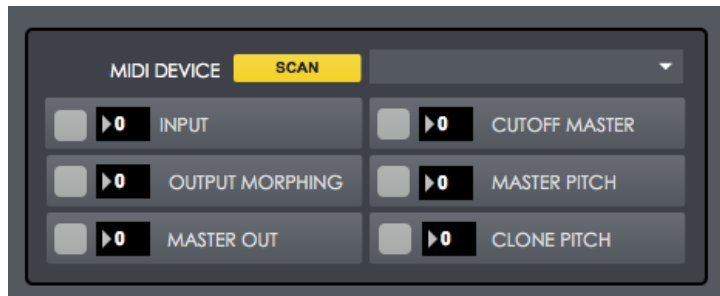 MIDI DEVICE SCAN
0 INPUT 0 CUTOFF MASTER
0 OUTPUT MORPHING 0 MASTER PITCH
0 MASTER OUT 0 CLONE PITCH